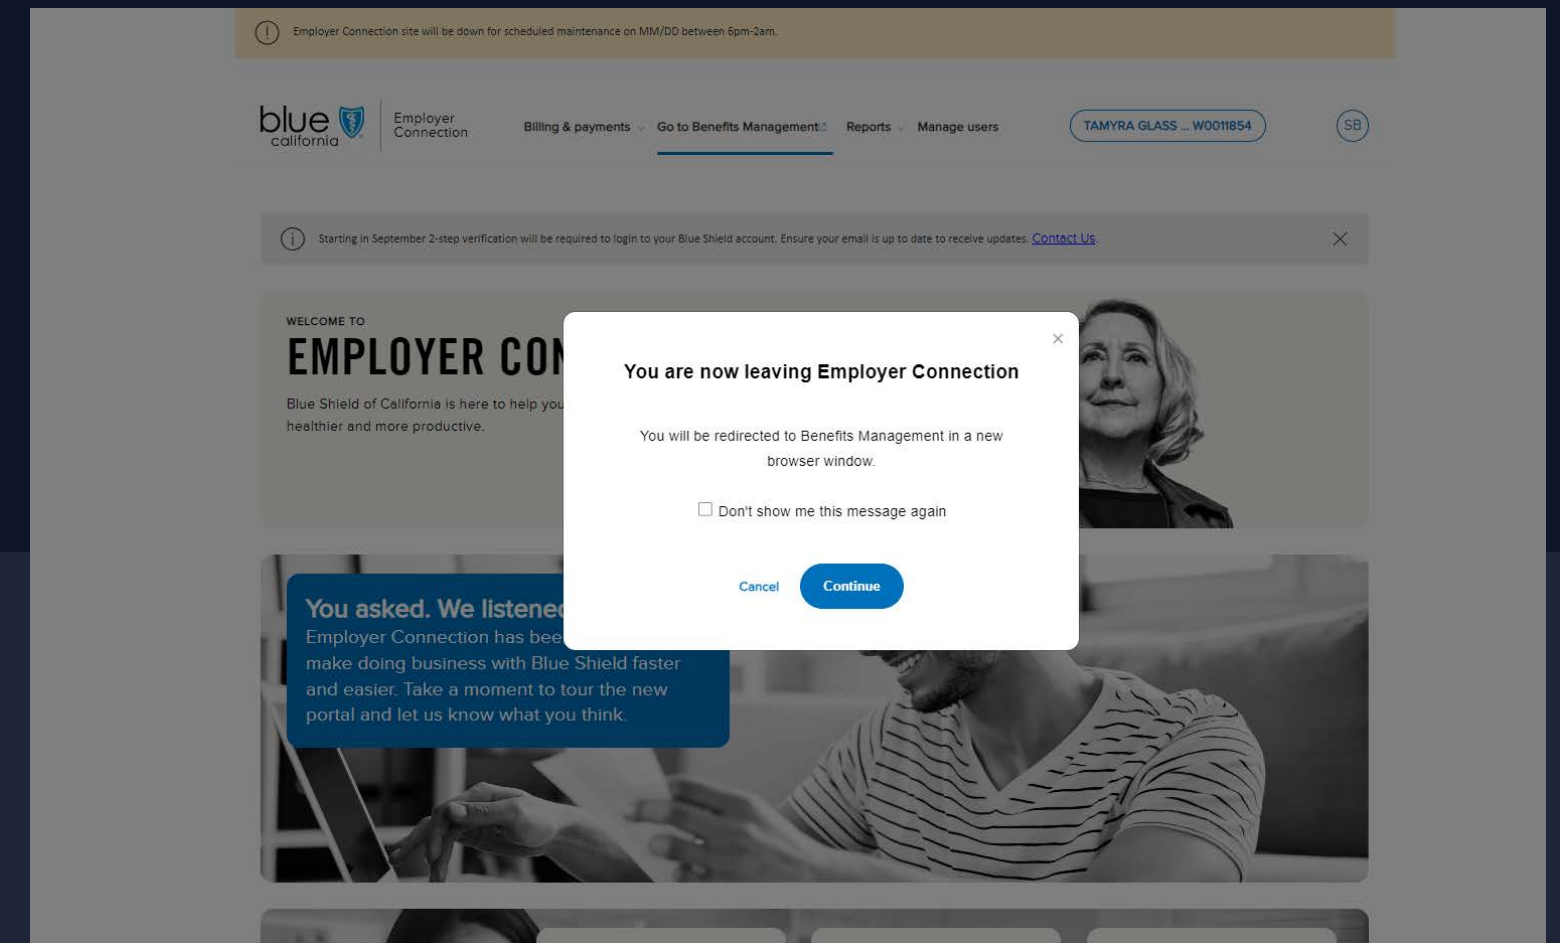 Employer Connection site will be down for scheduled maintenance on MM/DD between 6pm-2am.
blue
california
Employer
Connection
Billing & payments
Go to Benefits Management
Reports
Manage users
TAMYRA GLASS ... W0011854
SB
Starting in September 2-step verification will be required to login to your Blue Shield account. Ensure your email is up to date to receive updates. Contact Us.
WELCOME TO
EMPLOYER CON
Blue Shield of California is here to help you
healthier and more productive.
You are now leaving Employer Connection
You will be redirected to Benefits Management in a new
browser window.
Don't show me this message again
Cancel
Continue
You asked. We listened
Employer Connection has bee
make doing business with Blue Shield faster
and easier. Take a moment to tour the new
portal and let us know what you think.